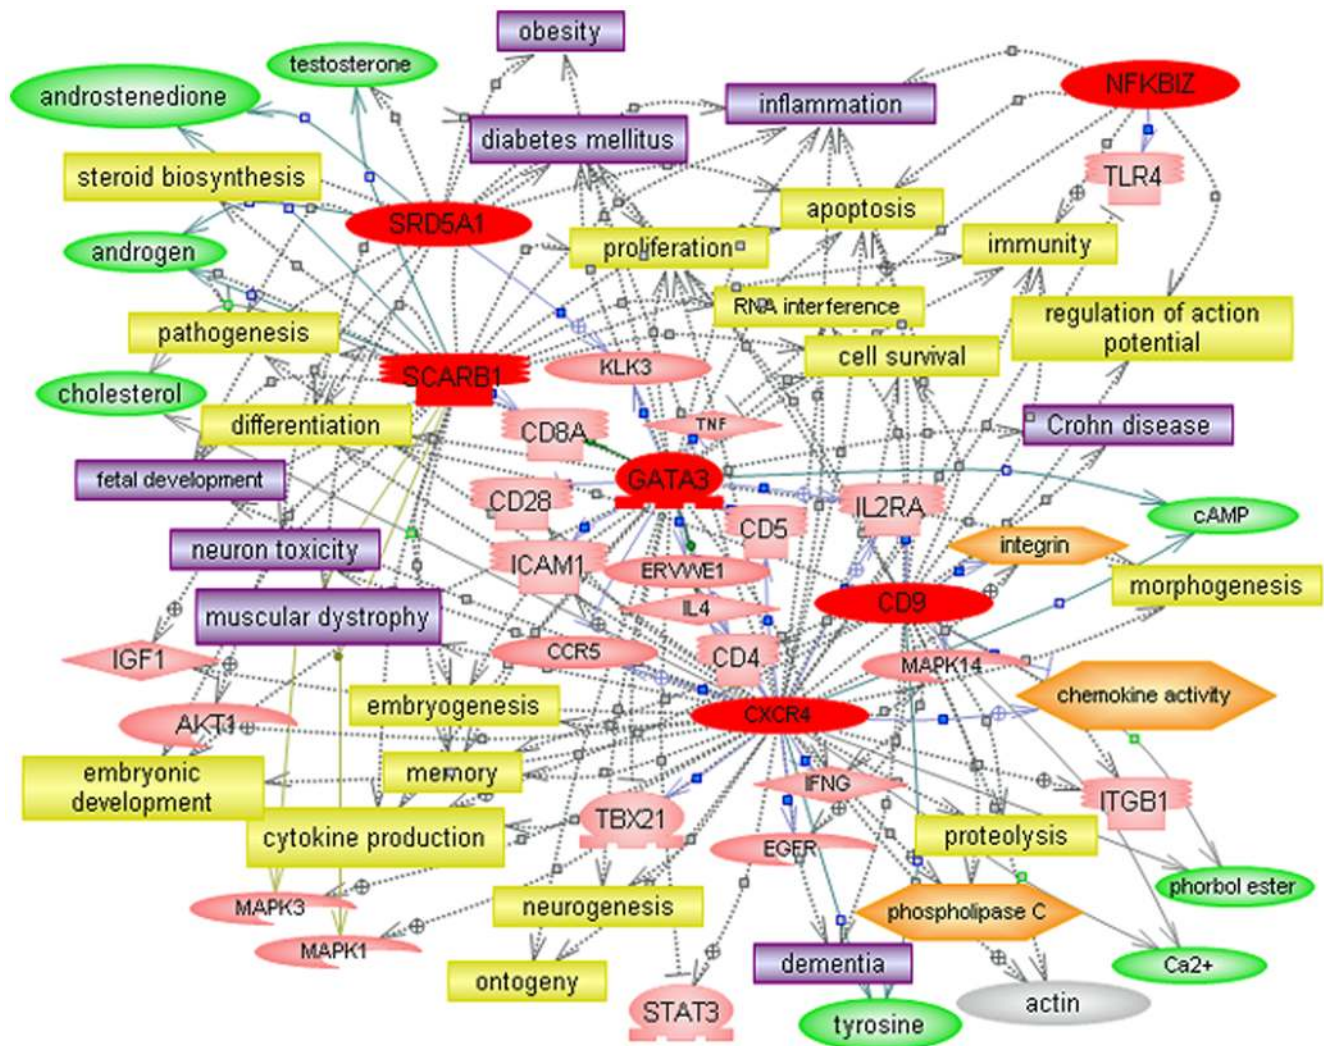 obesity
testosterone
NFKBIZ
androstenedione
inflammation
diabetes mellitus
steroid biosynthesis
TLR4
SRD5A1
apoptosis
androgen
proliferation
immunity
RNA interference
regulation of action
potential
pathogenesis
cell survival
SCARB1
KLK3
cholesterol
differentiation
CD8A
TNF
Crohn disease
fetal development
GATA3
CD28
CD5
IL2RA
cAMP
neuron toxicity
integrin
ICAM1
ERVWE1
morphogenesis
muscular dystrophy
IL4
CD9
IGF1
CCR5
CD4
MAPK14
chemokine activity
embryogenesis
CXCR4
AKT1
memory
embryonic
development
IFNG
ITGB1
TBX21
cytokine production
EGFR
proteolysis
phorbol ester
MAPK3
neurogenesis
phospholipase C
MAPK1
dementia
Ca2+
ontogeny
STAT3
actin
tyrosine